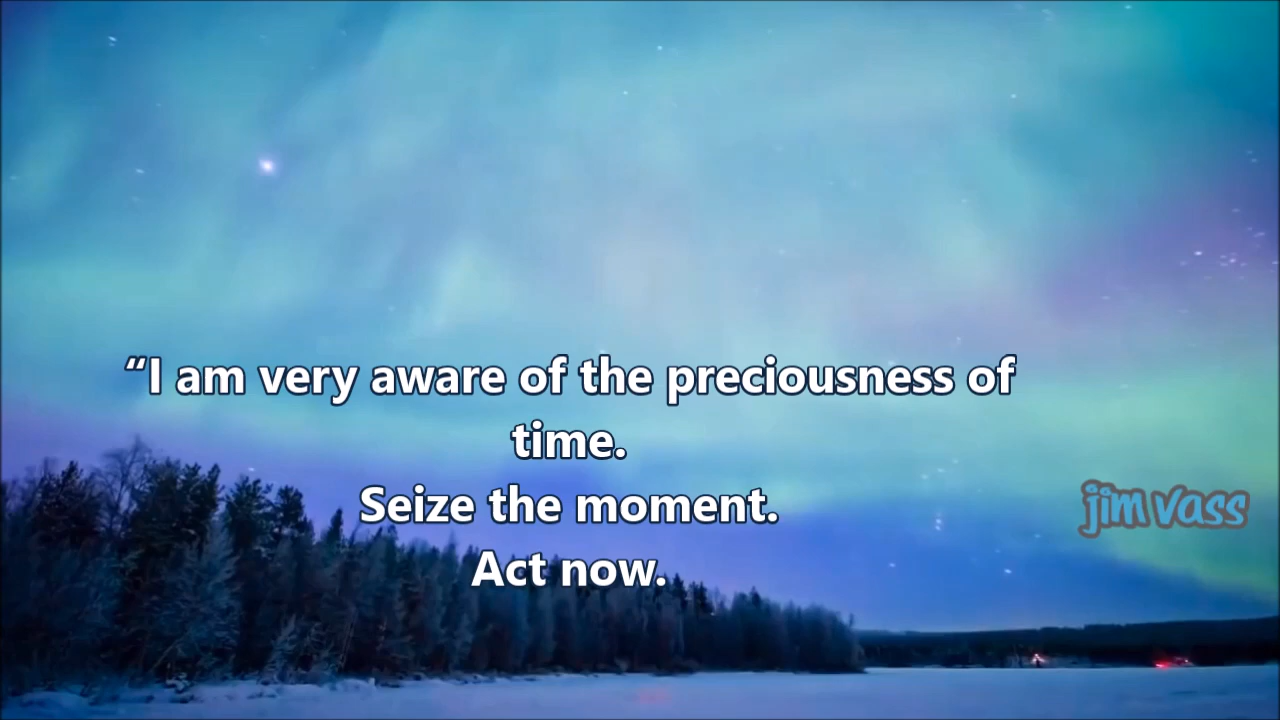 “I am very aware of the preciousness of
time.
Seize the moment.
Act now.
jim vass